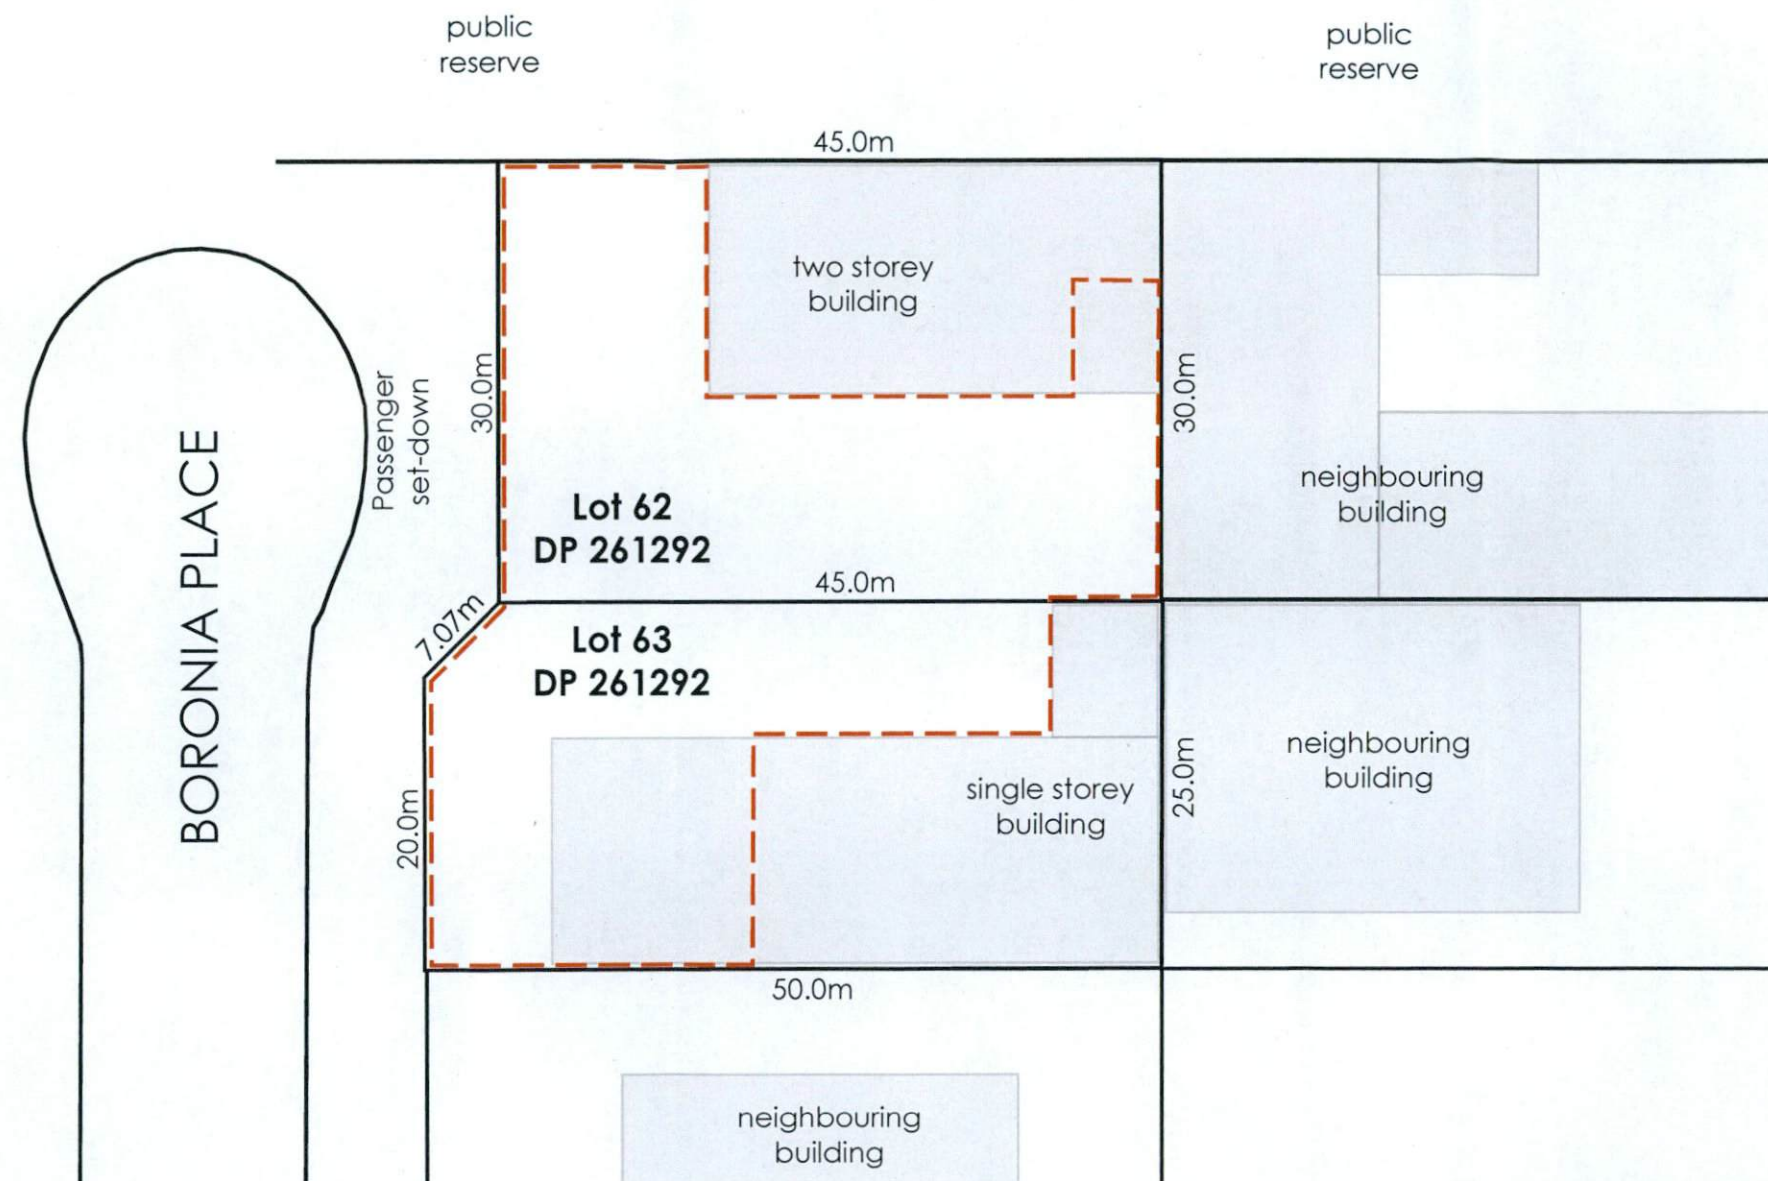 public
reserve
public
reserve
45.0m
two storey
building
30.0m
30.0m
Passenger
set-down
BORONIA PLACE
neighbouring
building
Lot 62
DP 261292
45.0m
7.07m
Lot 63
DP 261292
neighbouring
building
single storey
building
25.0m
20.0m
50.0m
neighbouring
building